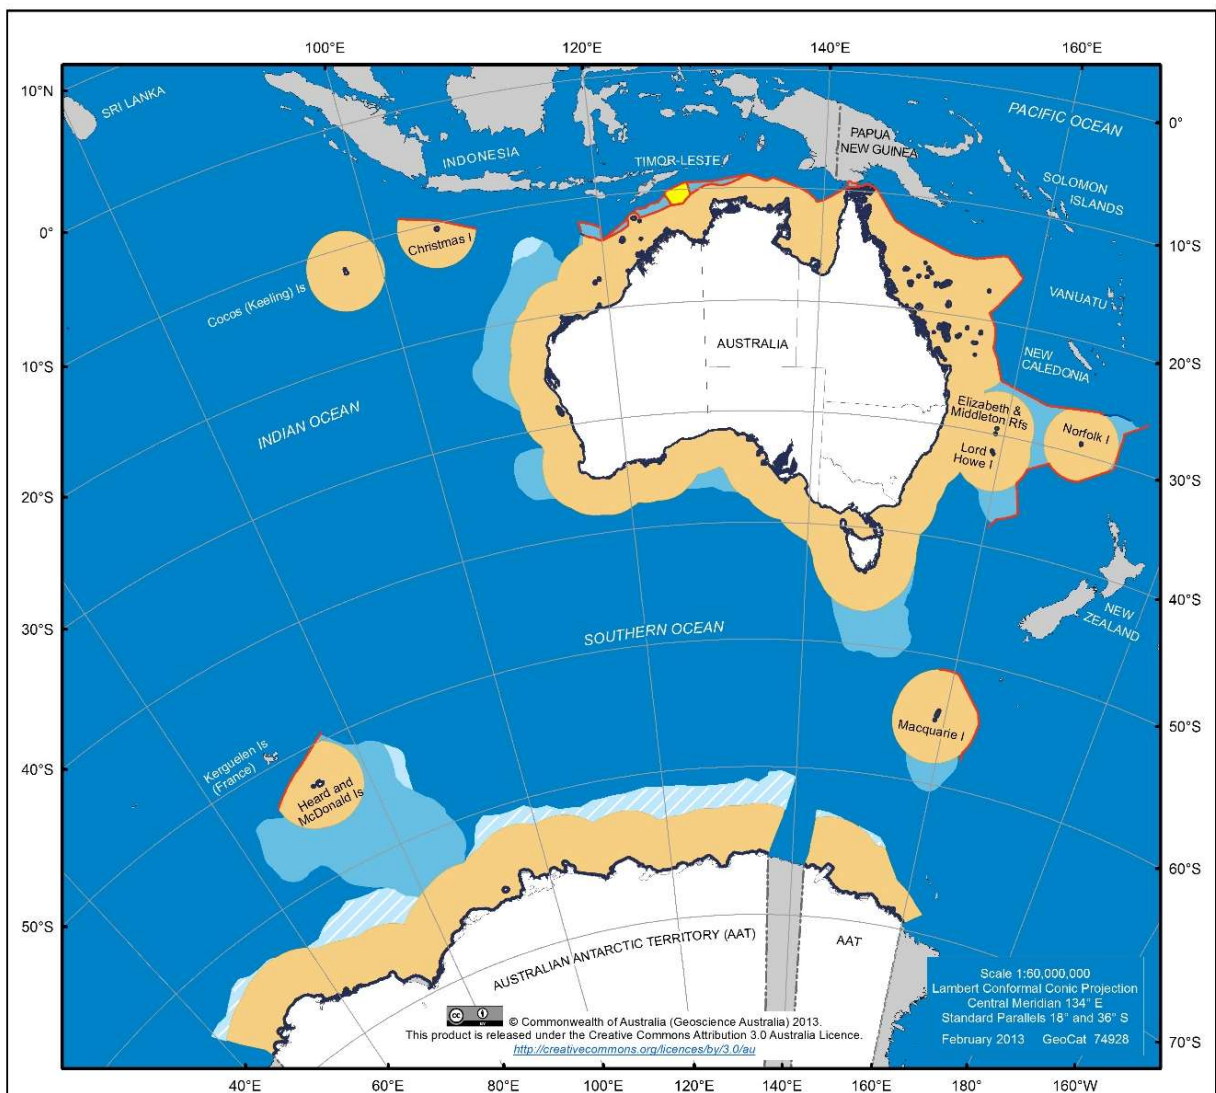 100°E
120°E
140°E
160°E
10°N
SRI LANKA
PACIFIC OCEAN
0°
PAPUA
NEW GUINEA
INDONESIA
TIMOR-LESTE
SOLOMON
ISLANDS
0°
Christmas I
10°S
Cocos (Keeling) Is
VANUATU
AUSTRALIA
NEW
CALEDONIA
10°S
20°S
INDIAN OCEAN
Elizabeth &
Middleton Rfs
Norfolk I
Lord
Howe I
30°S
20°S
NEW
ZEALAND
40°S
30°S
SOUTHERN OCEAN
50°S
Macquarie I
Kerguelen Is
(France)
40°S
Heard and
McDonald Is
60°S
50°S
AUSTRALIAN ANTARCTIC TERRITORY (AAT)
AAT
Scale 1:60,000,000
Lambert Conformal Conic Projection
Central Meridian 134° E
Standard Parallels 18° and 36° S
February 2013 GeoCat 74928
cc BY © Commonwealth of Australia (Geoscience Australia) 2013.
This product is released under the Creative Commons Attribution 3.0 Australia Licence.
http://creativecommons.org/licences/by/3.0/au
70°S
40°E
60°E
80°E
100°E
120°E
140°E
160°E
180°
160°W